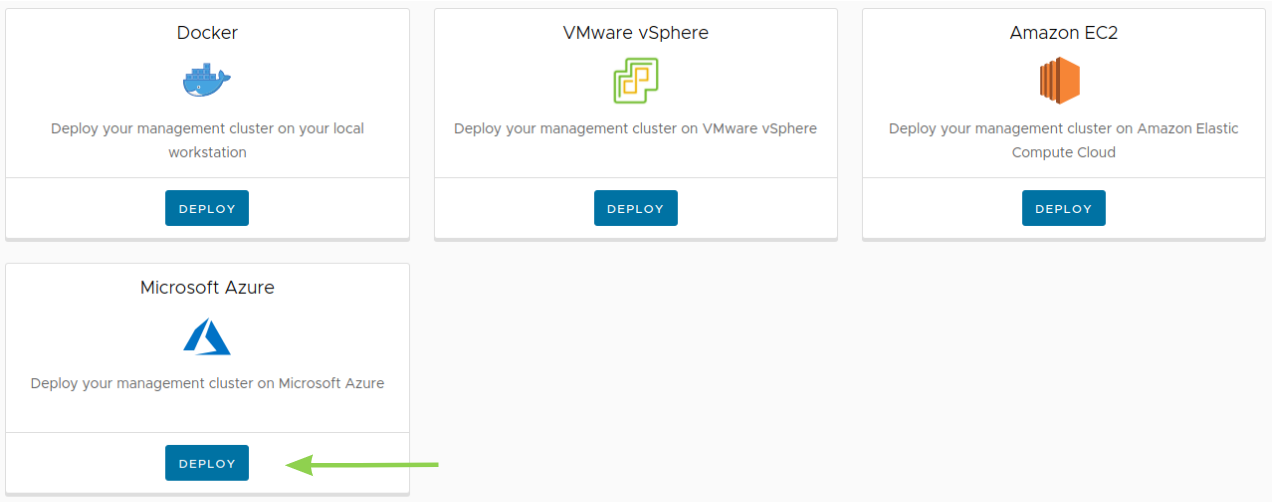 Docker
Deploy your management cluster on your local
workstation
DEPLOY
VMware vSphere
Deploy your management cluster on VMware vSphere
DEPLOY
Amazon EC2
Deploy your management cluster on Amazon Elastic
Compute Cloud
DEPLOY
Microsoft Azure
Deploy your management cluster on Microsoft Azure
DEPLOY